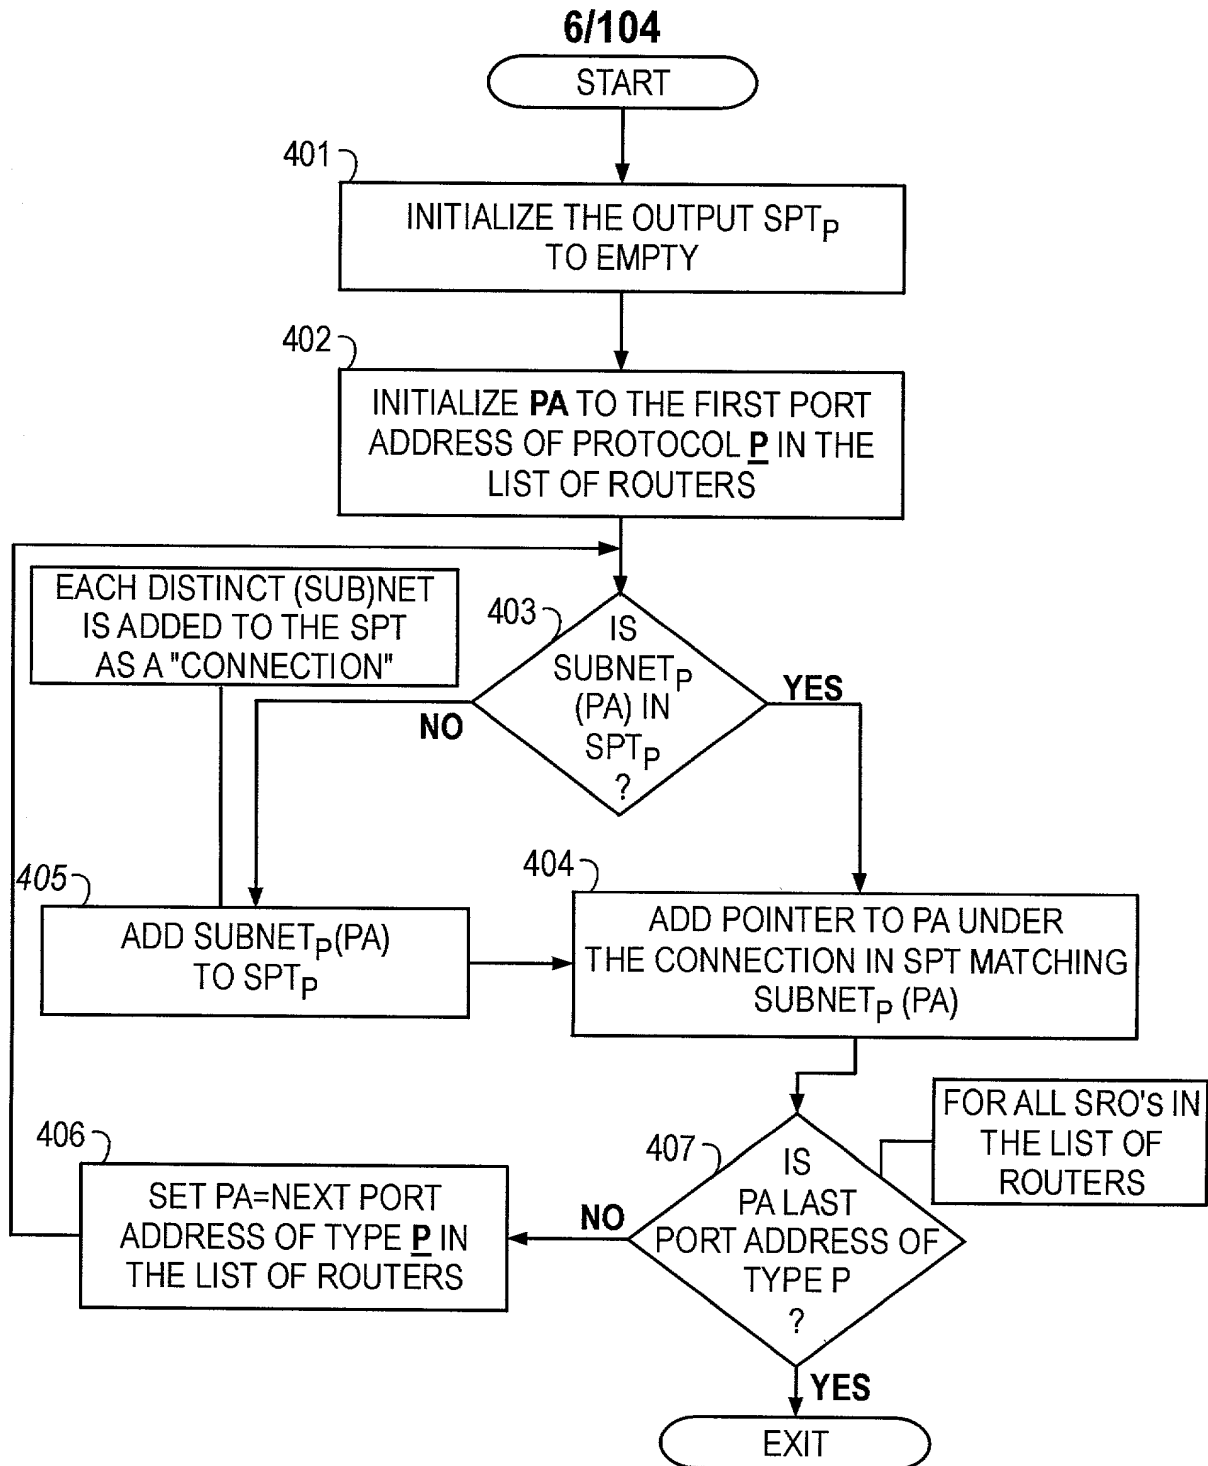 6/104
START
401
INITIALIZE THE OUTPUT SPTP
TO EMPTY
402
INITIALIZE PA TO THE FIRST PORT
ADDRESS OF PROTOCOL P IN THE
LIST OF ROUTERS
EACH DISTINCT (SUB)NET
IS ADDED TO THE SPT
AS A "CONNECTION"
403
IS
SUBNETP
(PA) IN
SPTP
?
NO
YES
405
ADD SUBNETP(PA)
TO SPTP
404
ADD POINTER TO PA UNDER
THE CONNECTION IN SPT MATCHING
SUBNETP (PA)
FOR ALL SRO'S IN
THE LIST OF
ROUTERS
406
SET PA=NEXT PORT
ADDRESS OF TYPE P IN
THE LIST OF ROUTERS
NO
407
IS
PA LAST
PORT ADDRESS OF
TYPE P
?
YES
EXIT